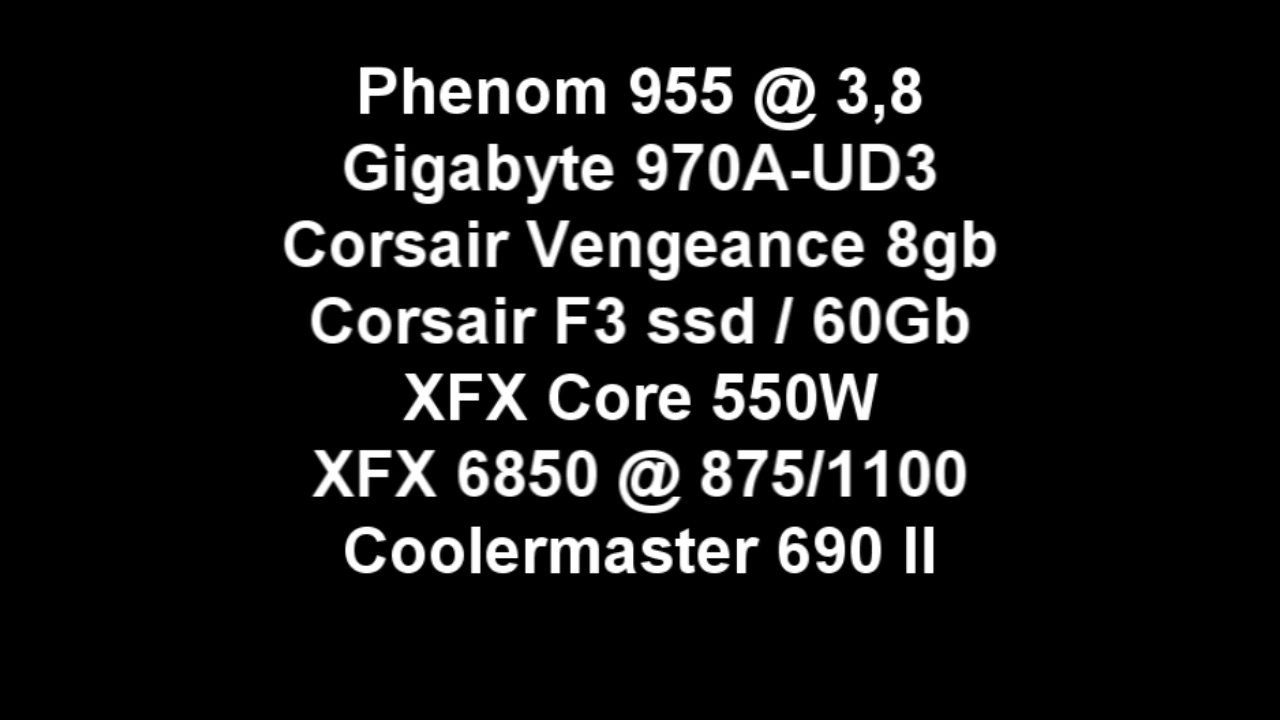 Phenom 955 @ 3,8
Gigabyte 970A-UD3
Corsair Vengeance 8gb
Corsair F3 ssd / 60Gb
XFX Core 550W
XFX 6850 @ 875/1100
Coolermaster 690 II